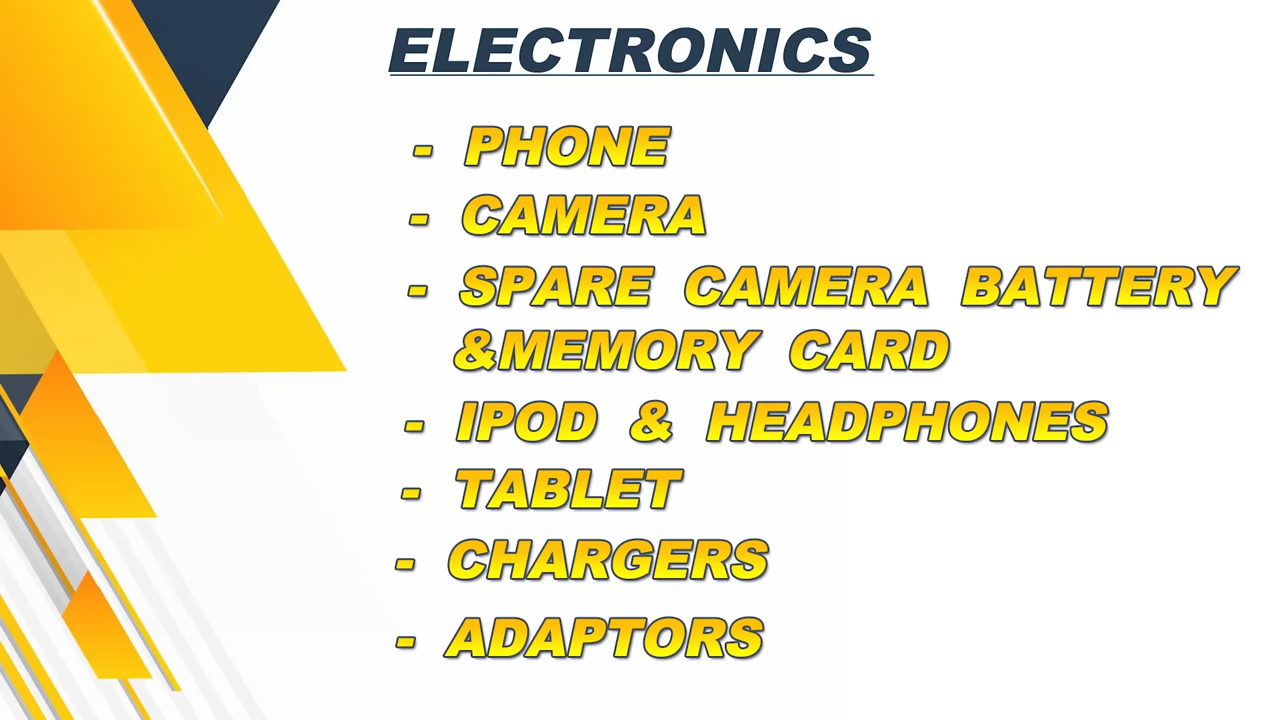 ELECTRONICS
- PHONE
- CAMERA
- SPARE CAMERA BATTERY
&MEMORY CARD
- IPOD & HEADPHONES
- TABLET
- CHARGERS
- ADAPTORS